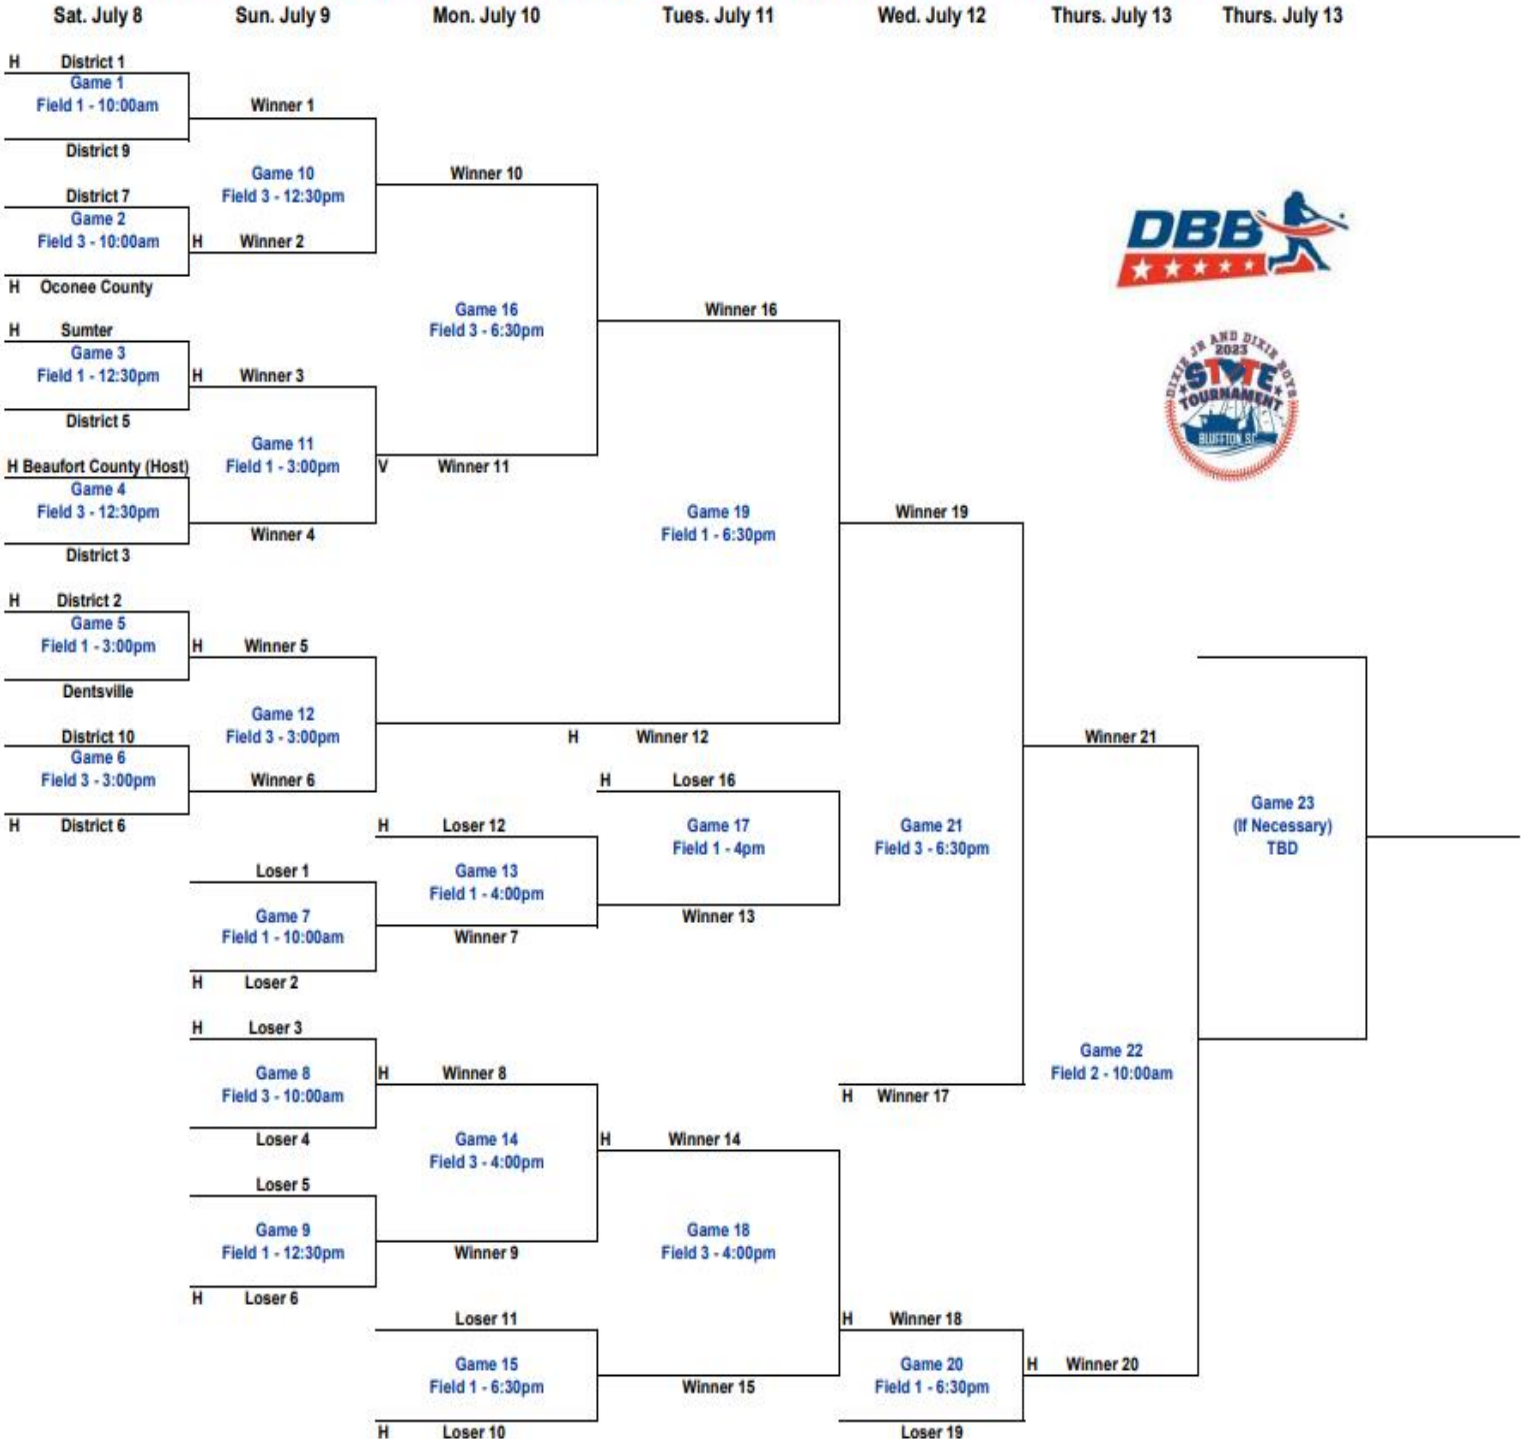 Sat. July 8
Sun. July 9
Mon. July 10
Tues. July 11
Wed. July 12
Thurs. July 13
Thurs. July 13
H District 1
Game 1
Field 1 - 10:00am
District 9
District 7
Game 2
Field 3 - 10:00am
H Oconee County
H Sumter
Game 3
Field 1 - 12:30pm
District 5
H Beaufort County (Host)
Game 4
Field 3 - 12:30pm
District 3
H District 2
Game 5
Field 1 - 3:00pm
Dentsville
District 10
Game 6
Field 3 - 3:00pm
H District 6
Winner 1
Game 10
Field 3 - 12:30pm
H Winner 2
H Winner 3
Game 11
Field 1 - 3:00pm
Winner 4
H Winner 5
Game 12
Field 3 - 3:00pm
Winner 6
Loser 1
Game 7
Field 1 - 10:00am
H Loser 2
H Loser 3
Game 8
Field 3 - 10:00am
Loser 4
Loser 5
Game 9
Field 1 - 12:30pm
H Loser 6
Winner 10
Game 16
Field 3 - 6:30pm
V Winner 11
H Loser 12
Game 13
Field 1 - 4:00pm
Winner 7
H Winner 8
Game 14
Field 3 - 4:00pm
Winner 9
Loser 11
Game 15
Field 1 - 6:30pm
H Loser 10
Winner 16
Game 19
Field 1 - 6:30pm
H Winner 12
H Loser 16
Game 17
Field 1 - 4pm
Winner 13
H Winner 14
Game 18
Field 3 - 4:00pm
Winner 15
Winner 19
Game 21
Field 3 - 6:30pm
H Winner 17
H Winner 18
Game 20
Field 1 - 6:30pm
Loser 19
Winner 21
Game 22
Field 2 - 10:00am
H Winner 20
Game 23
(If Necessary)
TBD
DBB
DIXIE JR AND DIXIE BOYS
2023
STATE
TOURNAMENT
BLUFFTON, SC